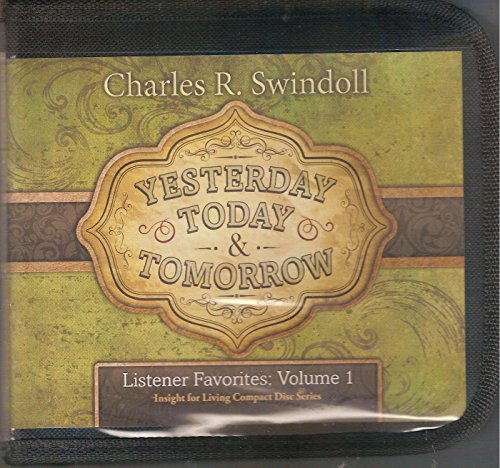 Charles R. Swindoll
YESTERDAY
TODAY
&
TOMORROW
Listener Favorites: Volume 1
Insight for Living Compact Disc Series